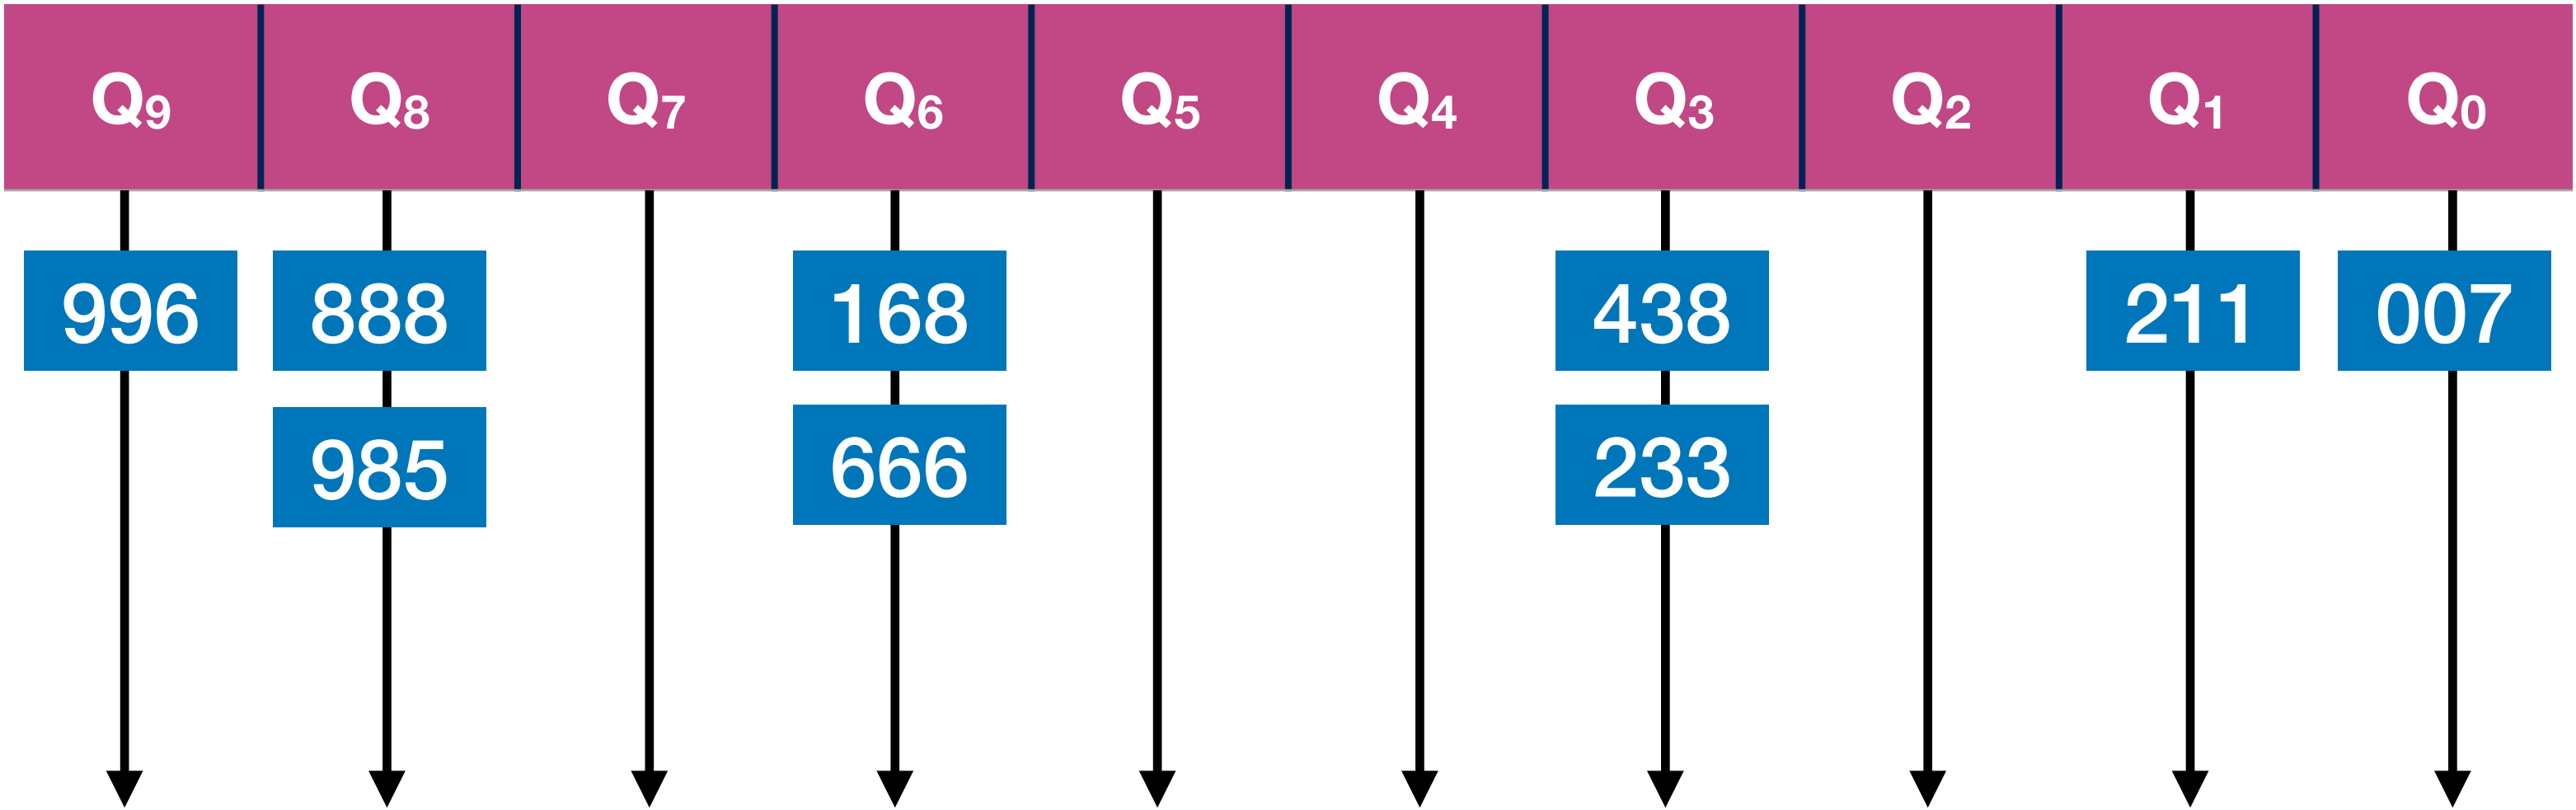 Q₉ Q₈ Q₇ Q₆ Q₅ Q₄ Q₃ Q₂ Q₁ Q₀
996 888 168 438 211 007
985 666 233